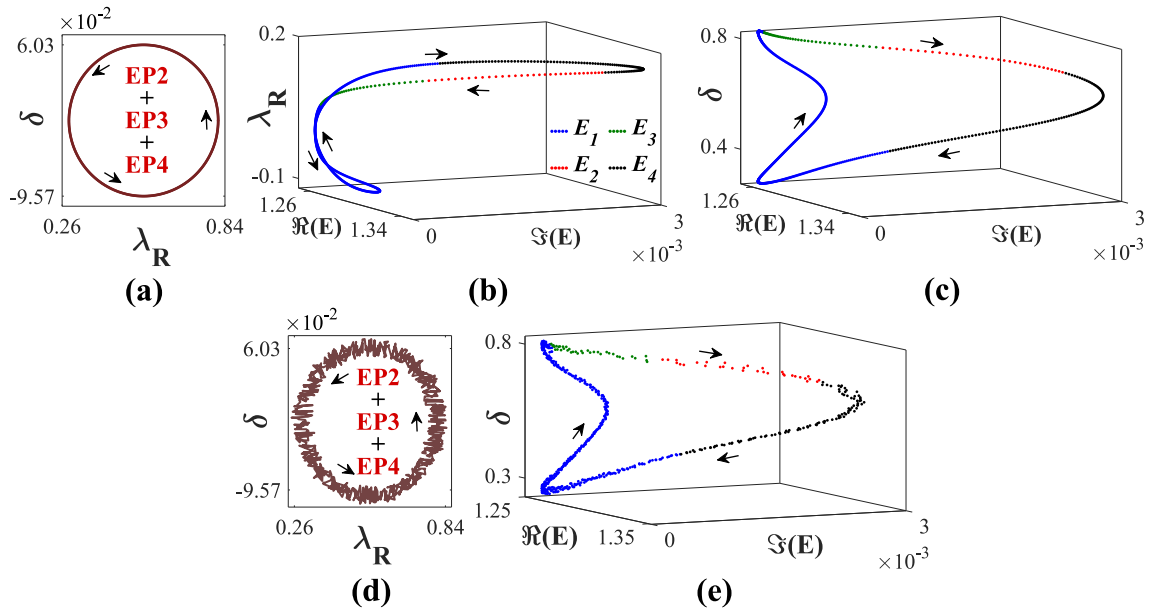 ×10⁻²
6.03
δ
-9.57
EP2
+
EP3
+
EP4
0.26
0.84
λ_R
(a)
0.2
λ_R
-0.1
1.26
ℜ(E)
1.34
0
ℑ(E)
3
×10⁻³
E₁
E₃
E₂
E₄
(b)
0.8
δ
0.4
1.26
ℜ(E)
1.34
0
ℑ(E)
3
×10⁻³
(c)
×10⁻²
6.03
δ
-9.57
EP2
+
EP3
+
EP4
0.26
0.84
λ_R
(d)
0.8
δ
0.3
1.25
ℜ(E)
1.35
0
ℑ(E)
3
×10⁻³
(e)